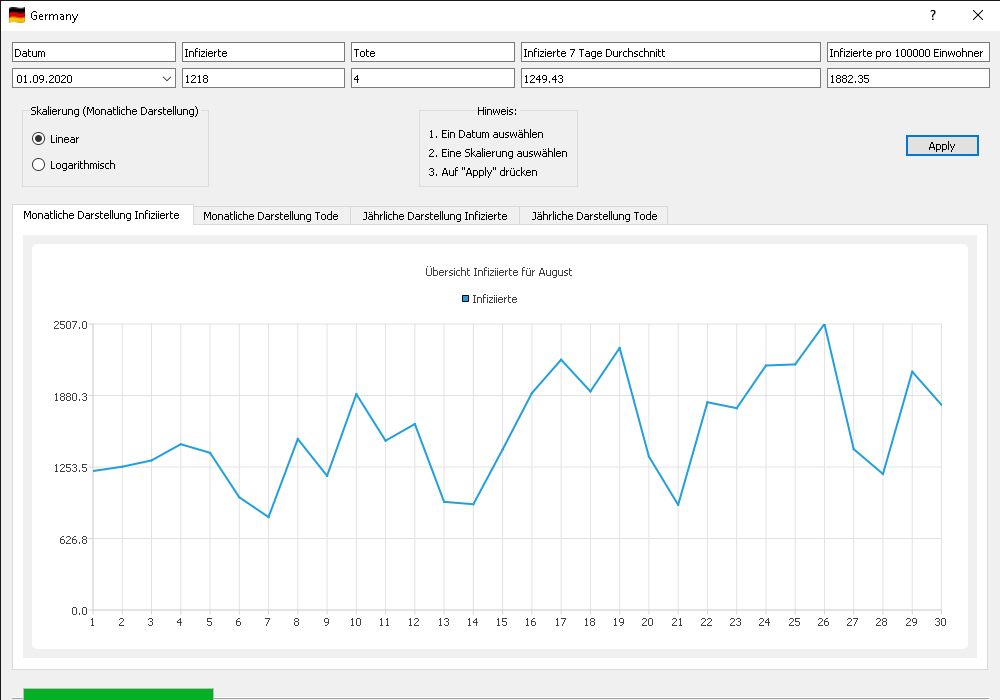 Germany ?
Datum Infizierte Tote Infizierte 7 Tage Durchschnitt Infizierte pro 100000 Einwohner
01.09.2020 1218 4 1249.43 1882.35
Skalierung (Monatliche Darstellung)
Linear
Logarithmisch
Hinweis:
1. Ein Datum auswählen
2. Eine Skalierung auswählen
3. Auf "Apply" drücken
Apply
Monatliche Darstellung Infiziierte Monatliche Darstellung Tode Jährliche Darstellung Infizierte Jährliche Darstellung Tode
Übersicht Infiziierte für August
Infiziierte
2507.0
1880.3
1253.5
626.8
0.0
1 2 3 4 5 6 7 8 9 10 11 12 13 14 15 16 17 18 19 20 21 22 23 24 25 26 27 28 29 30